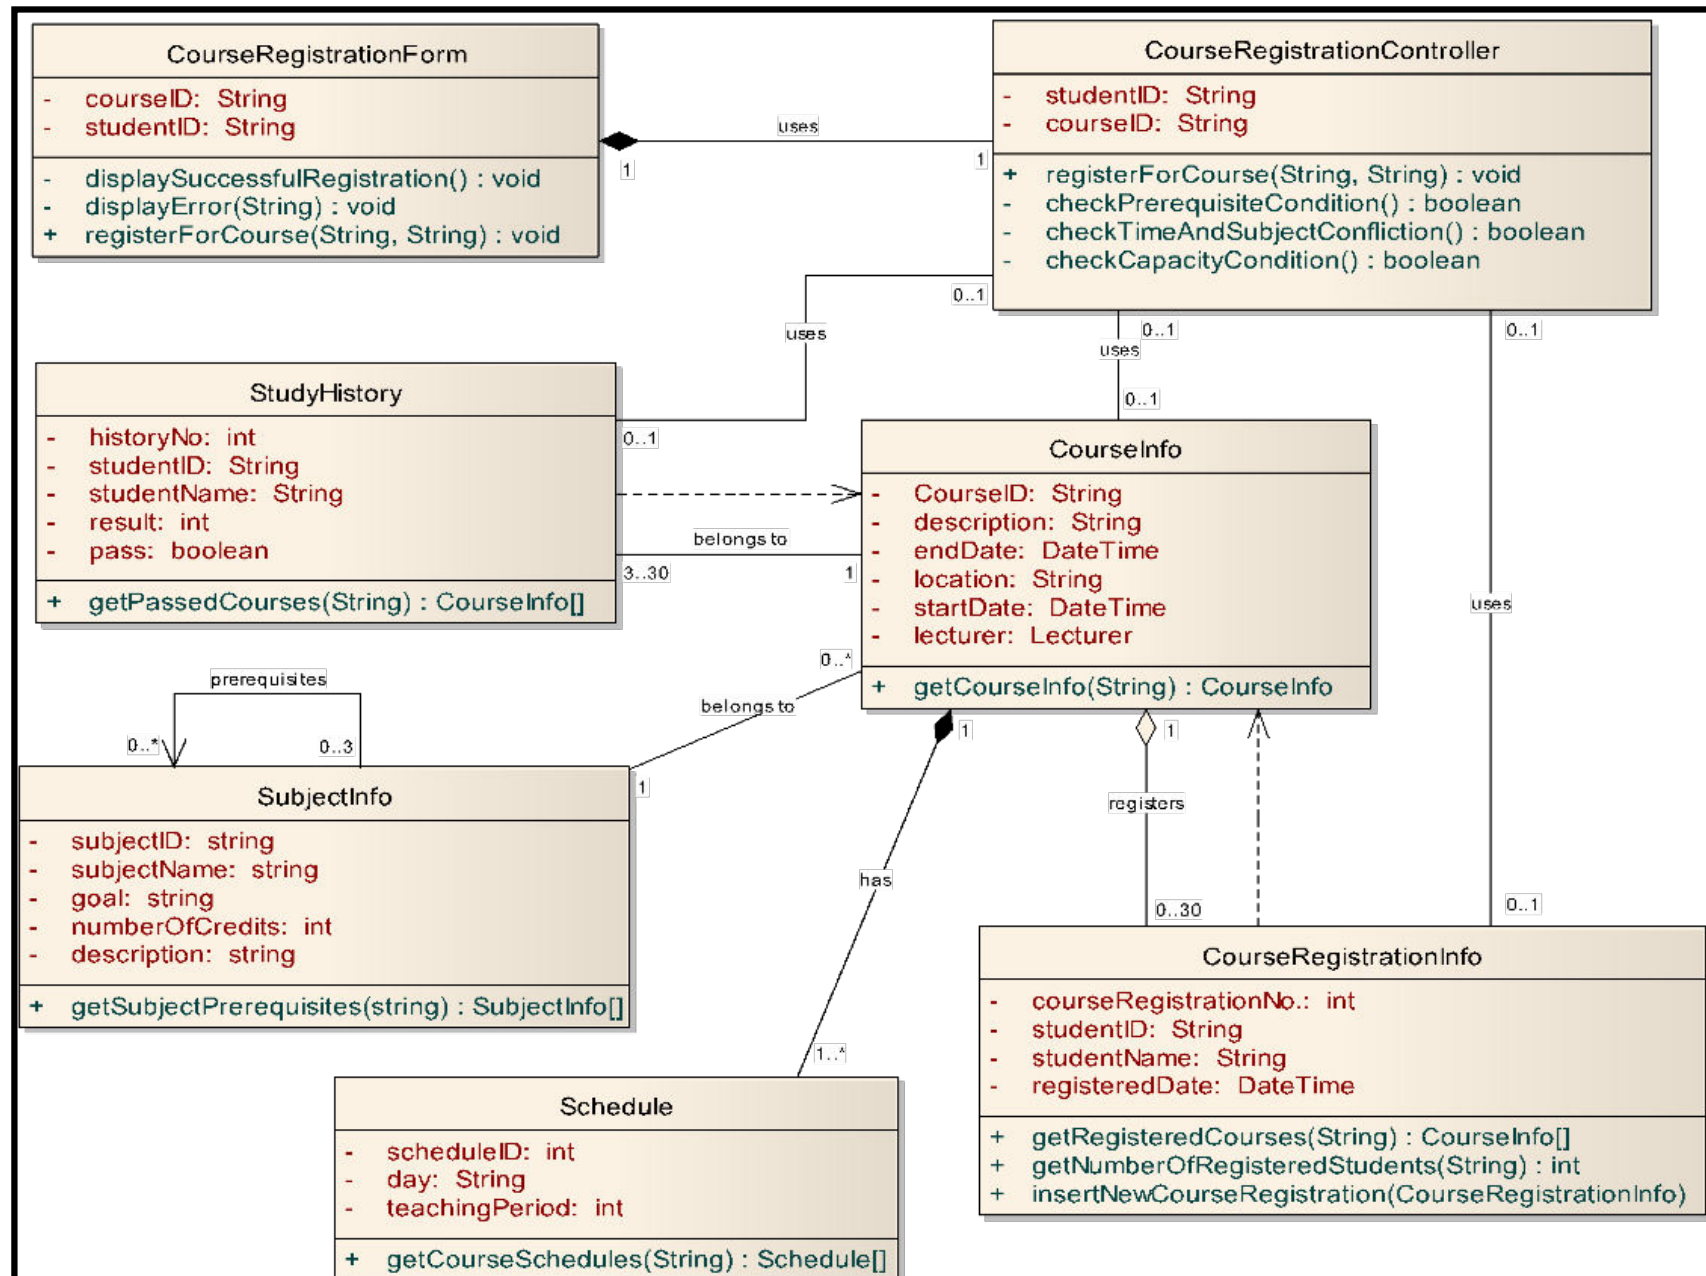 CourseRegistrationForm
- courseID: String
- studentID: String
- displaySuccessfulRegistration() : void
- displayError(String) : void
+ registerForCourse(String, String) : void
uses
1
1
CourseRegistrationController
- studentID: String
- courseID: String
+ registerForCourse(String, String) : void
- checkPrerequisiteCondition() : boolean
- checkTimeAndSubjectConfliction() : boolean
- checkCapacityCondition() : boolean
0..1
uses
0..1
0..1
uses
0..1
0..1
uses
0..1
StudyHistory
- historyNo: int
- studentID: String
- studentName: String
- result: int
- pass: boolean
+ getPassedCourses(String) : CourseInfo[]
belongs to
3..30
1
CourseInfo
- CourseID: String
- description: String
- endDate: DateTime
- location: String
- startDate: DateTime
- lecturer: Lecturer
+ getCourseInfo(String) : CourseInfo
0..*
belongs to
1
prerequisites
0..*
0..3
SubjectInfo
- subjectID: string
- subjectName: string
- goal: string
- numberOfCredits: int
- description: string
+ getSubjectPrerequisites(string) : SubjectInfo[]
1
has
1..*
1
registers
0..30
Schedule
- scheduleID: int
- day: String
- teachingPeriod: int
+ getCourseSchedules(String) : Schedule[]
CourseRegistrationInfo
- courseRegistrationNo.: int
- studentID: String
- studentName: String
- registeredDate: DateTime
+ getRegisteredCourses(String) : CourseInfo[]
+ getNumberOfRegisteredStudents(String) : int
+ insertNewCourseRegistration(CourseRegistrationInfo)